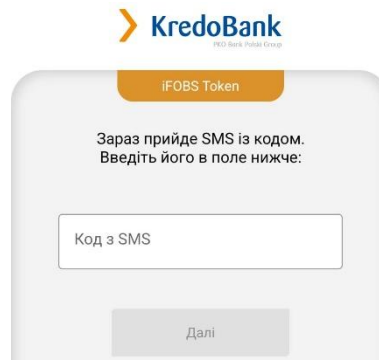 KredoBank
PKO Bank Polski Group
iFOBS Token
Зараз прийде SMS із кодом.
Введіть його в поле нижче:
Код з SMS
Далі